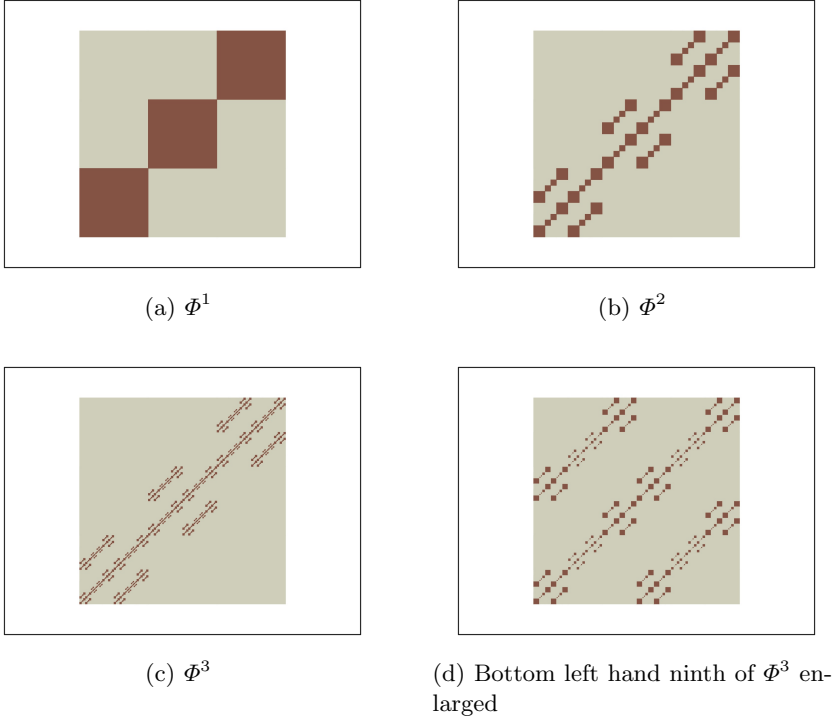 (a) Φ¹
(b) Φ²
(c) Φ³
(d) Bottom left hand ninth of Φ³ en-
larged